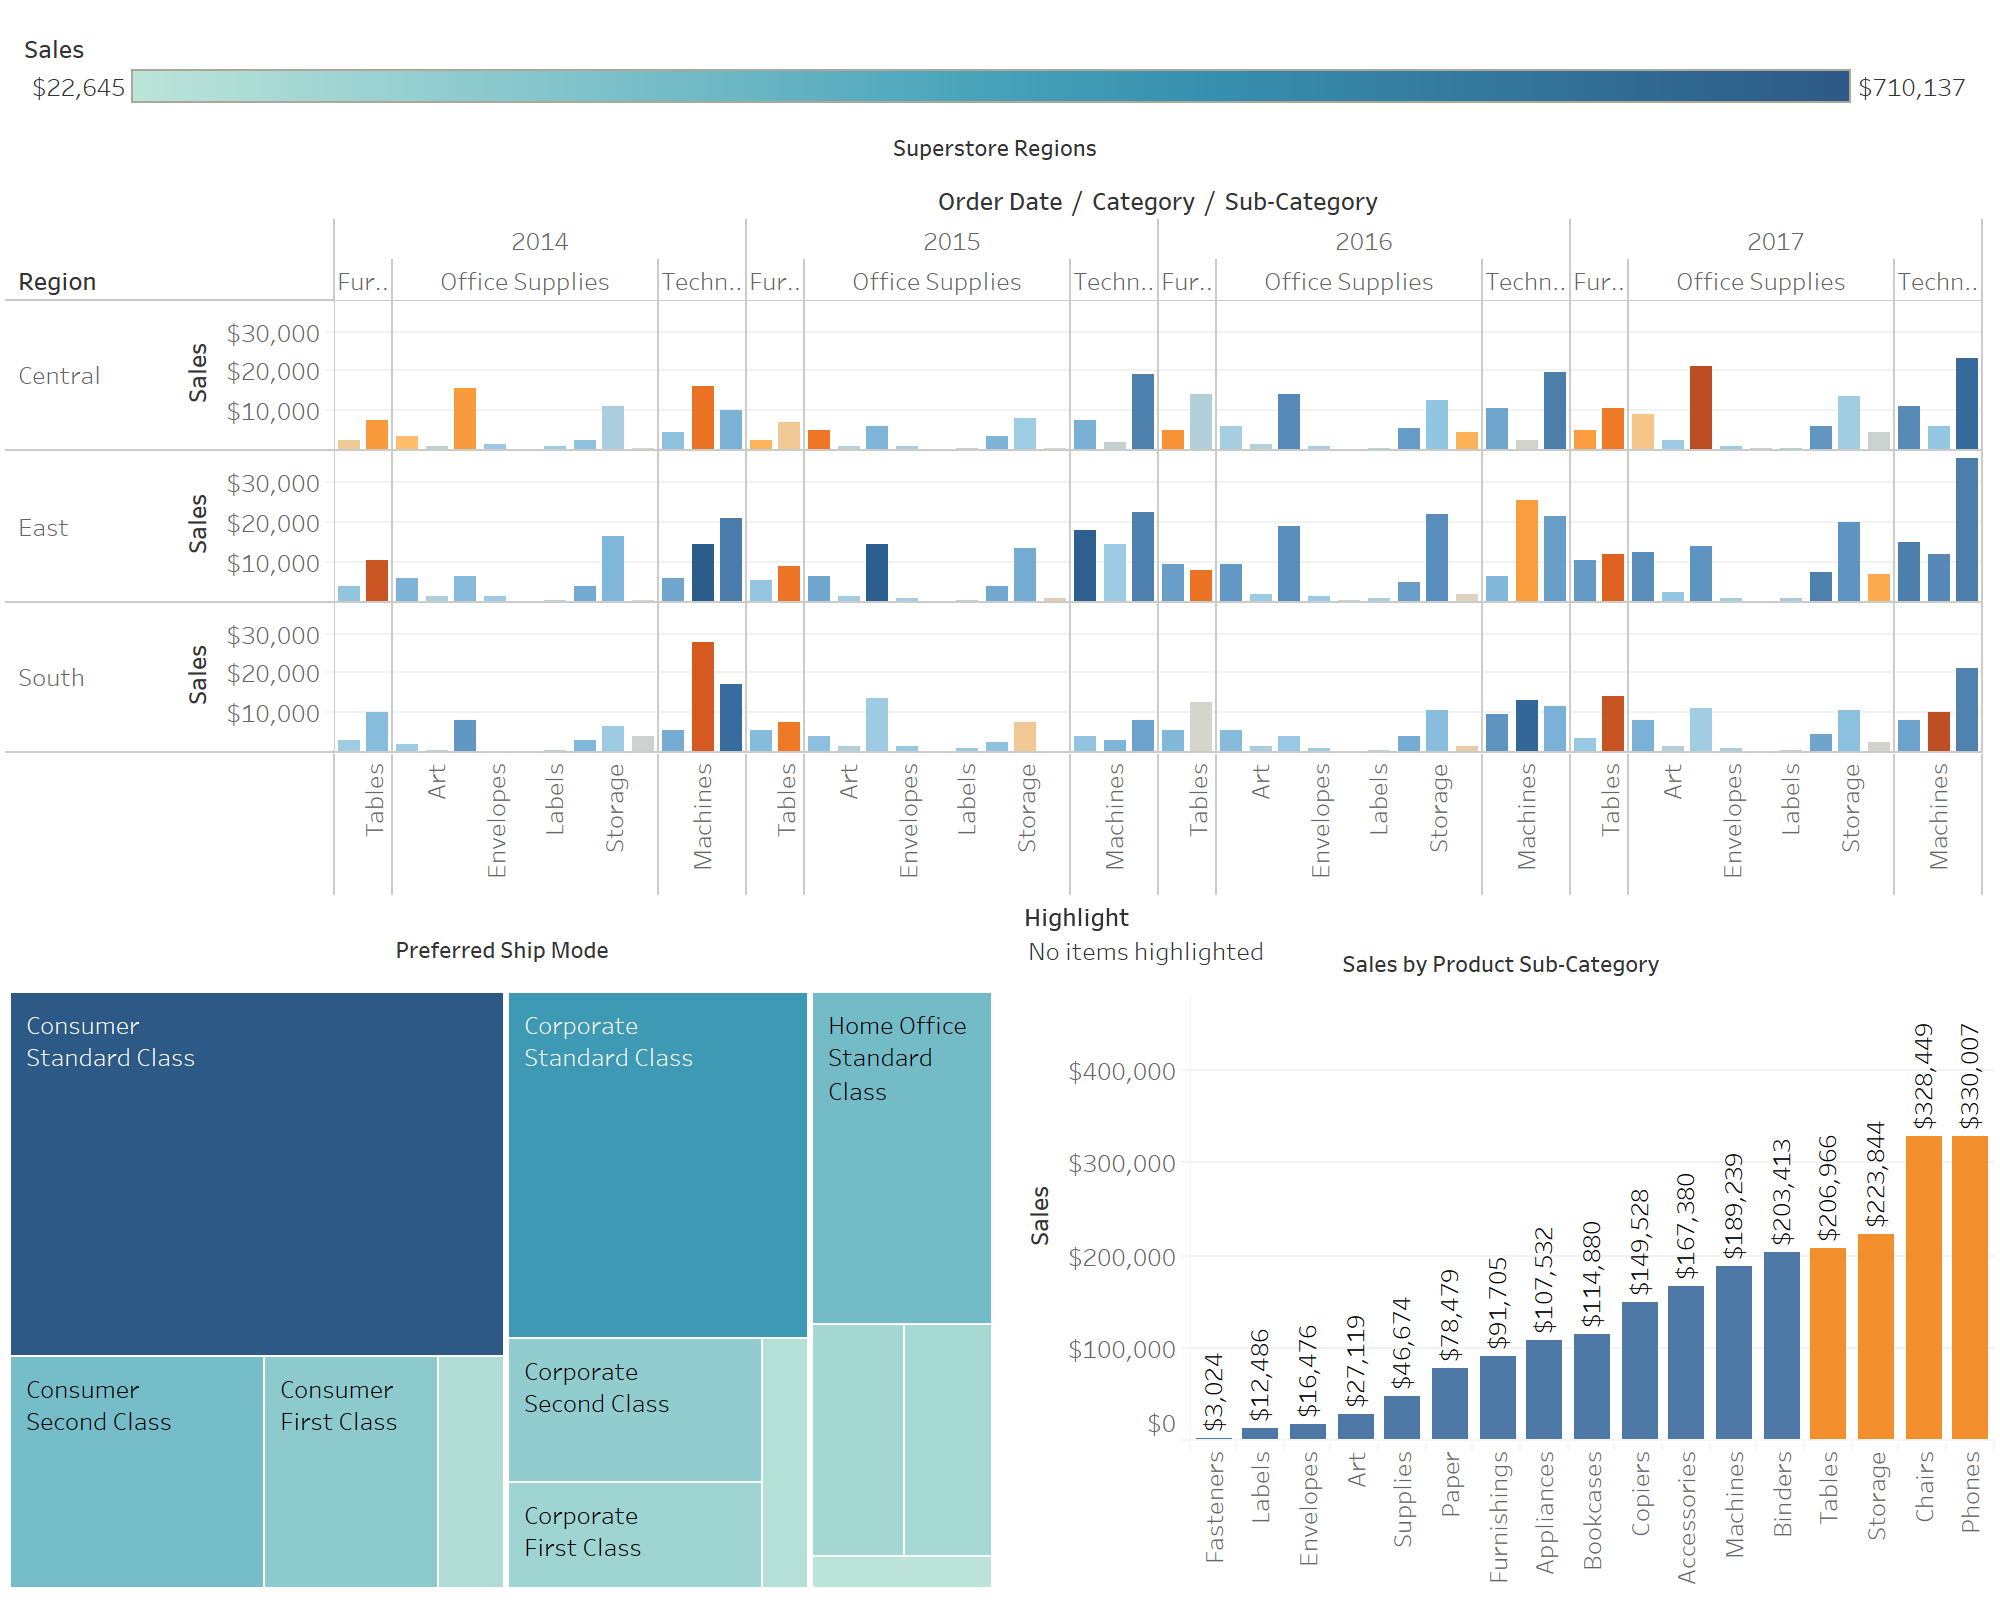 Sales
$22,645 $710,137
Superstore Regions
Order Date / Category / Sub-Category
2014 2015 2016 2017
Region Fur.. Office Supplies Techn.. Fur.. Office Supplies Techn.. Fur.. Office Supplies Techn.. Fur.. Office Supplies Techn..
Central
Sales
$30,000
$20,000
$10,000
East
Sales
$30,000
$20,000
$10,000
South
Sales
$30,000
$20,000
$10,000
Tables Art Envelopes Labels Storage Machines Tables Art Envelopes Labels Storage Machines Tables Art Envelopes Labels Storage Machines Tables Art Envelopes Labels Storage Machines
Preferred Ship Mode
Consumer
Standard Class
Corporate
Standard Class
Home Office
Standard
Class
Consumer
Second Class
Consumer
First Class
Corporate
Second Class
Corporate
First Class
Highlight
No items highlighted
Sales by Product Sub-Category
Sales
$400,000
$300,000
$200,000
$100,000
$0
$3,024 $12,486 $16,476 $27,119 $46,674 $78,479 $91,705 $107,532 $114,880 $149,528 $167,380 $189,239 $203,413 $206,966 $223,844 $328,449 $330,007
Fasteners Labels Envelopes Art Supplies Paper Furnishings Appliances Bookcases Copiers Accessories Machines Binders Tables Storage Chairs Phones